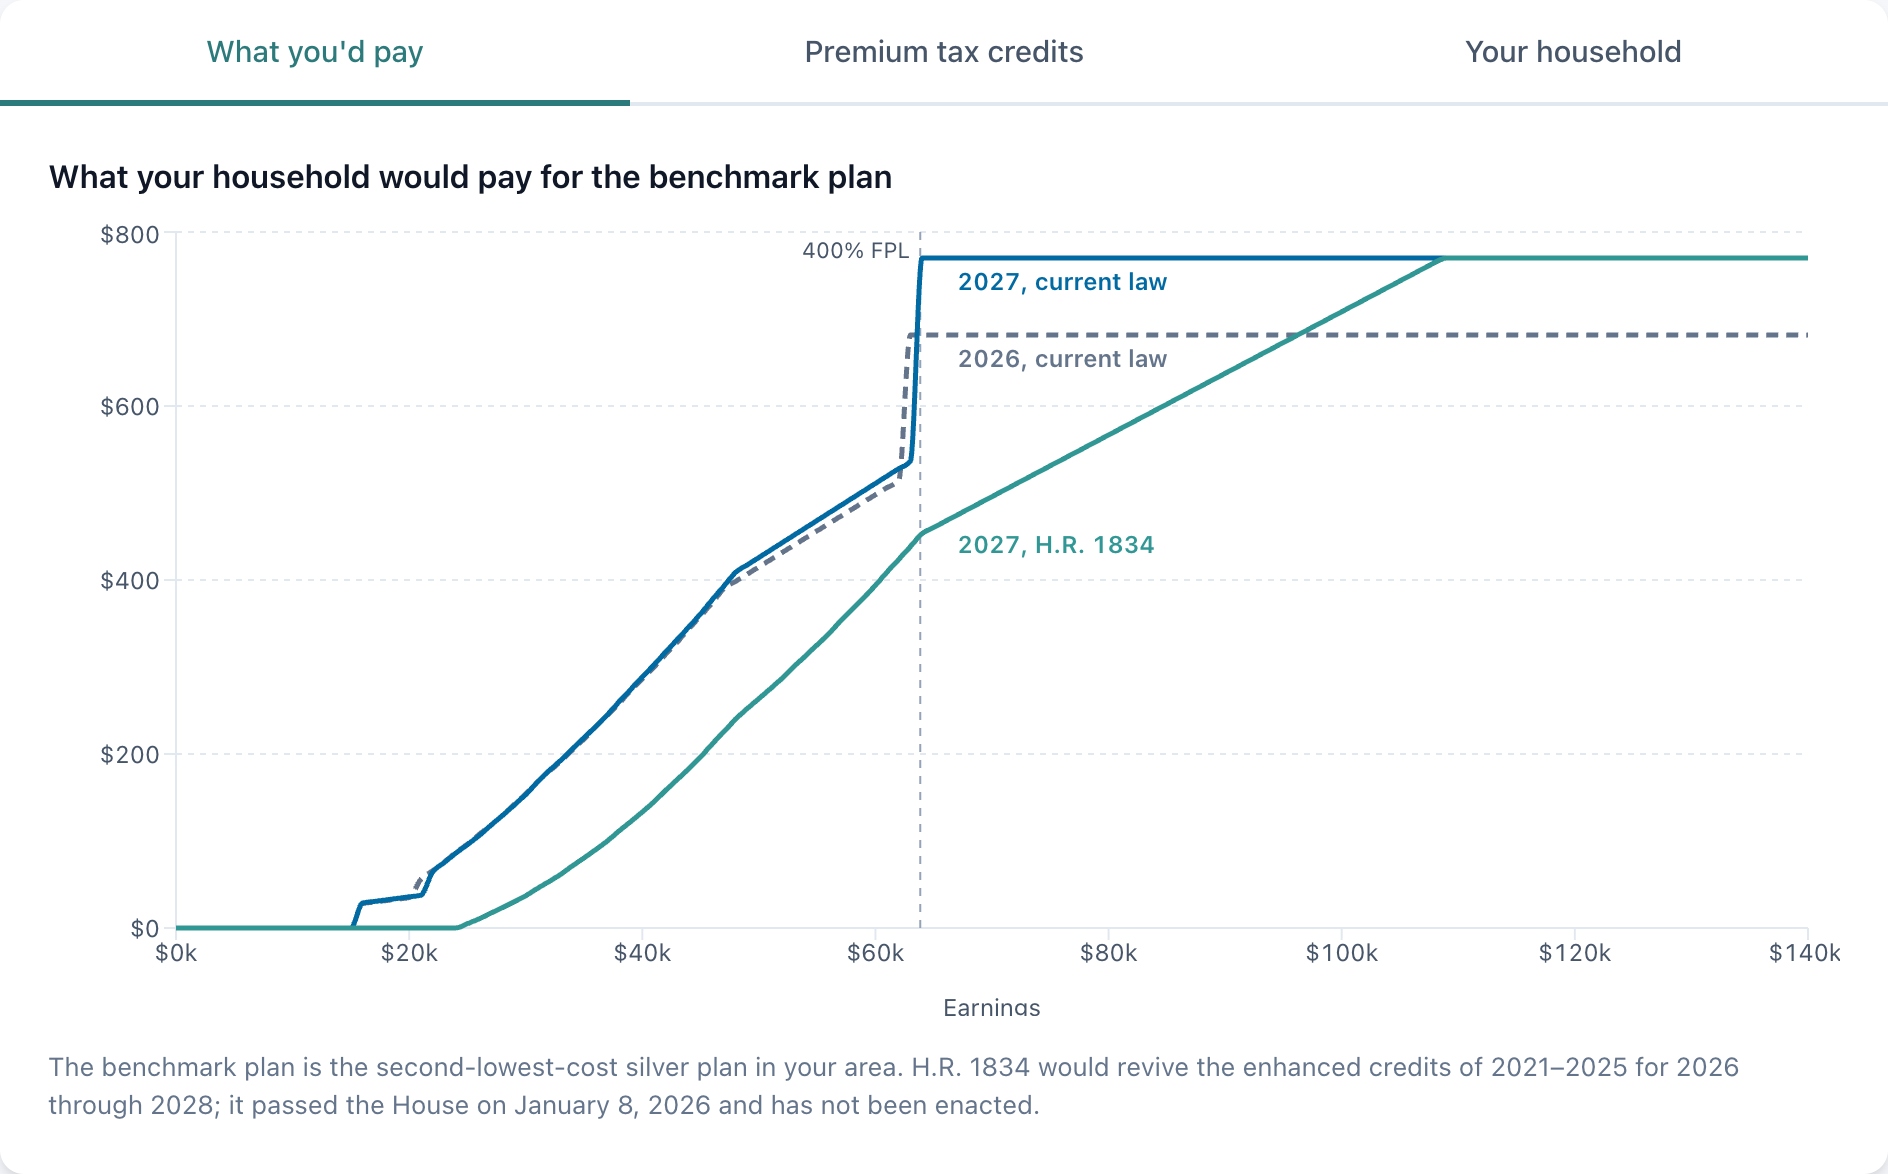 What you'd pay
Premium tax credits
Your household
What your household would pay for the benchmark plan
$800
400% FPL
2027, current law
2026, current law
$600
2027, H.R. 1834
$400
$200
$0
$0k
$20k
$40k
$60k
$80k
$100k
$120k
$140k
Earnings
The benchmark plan is the second-lowest-cost silver plan in your area. H.R. 1834 would revive the enhanced credits of 2021–2025 for 2026
through 2028; it passed the House on January 8, 2026 and has not been enacted.